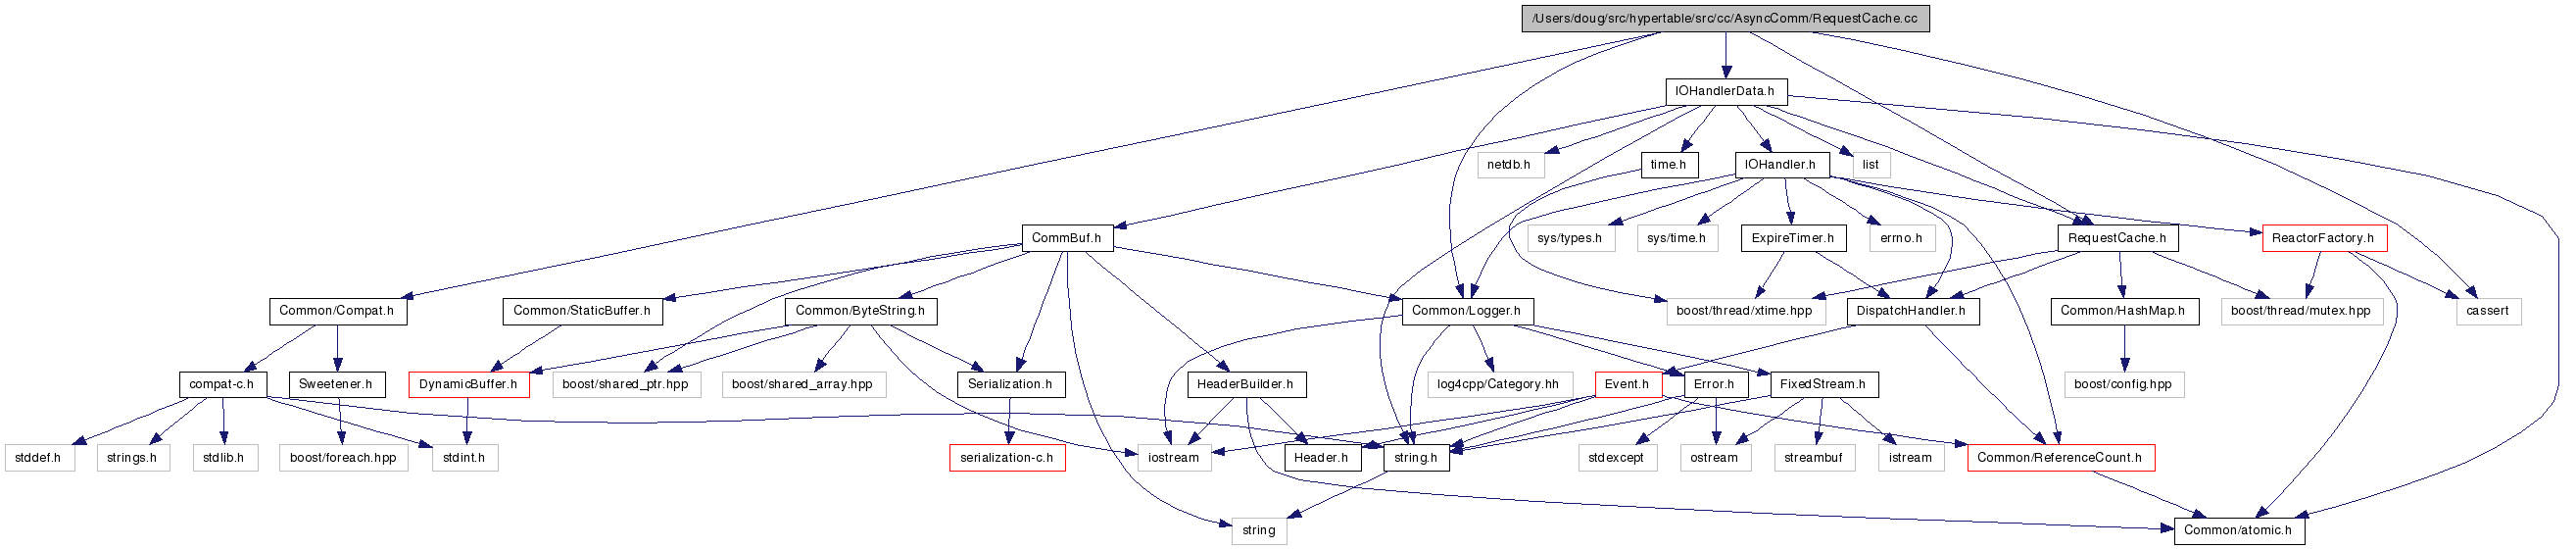 /Users/doug/src/hypertable/src/cc/AsyncComm/RequestCache.cc
IOHandlerData.h
netdb.h
time.h
IOHandler.h
list
CommBuf.h
sys/types.h
sys/time.h
ExpireTimer.h
errno.h
RequestCache.h
ReactorFactory.h
Common/Compat.h
Common/StaticBuffer.h
Common/ByteString.h
Common/Logger.h
boost/thread/xtime.hpp
DispatchHandler.h
Common/HashMap.h
boost/thread/mutex.hpp
cassert
compat-c.h
Sweetener.h
DynamicBuffer.h
boost/shared_ptr.hpp
boost/shared_array.hpp
Serialization.h
HeaderBuilder.h
log4cpp/Category.hh
Event.h
Error.h
FixedStream.h
boost/config.hpp
stddef.h
strings.h
stdlib.h
boost/foreach.hpp
stdint.h
serialization-c.h
iostream
Header.h
string.h
stdexcept
ostream
streambuf
istream
Common/ReferenceCount.h
string
Common/atomic.h